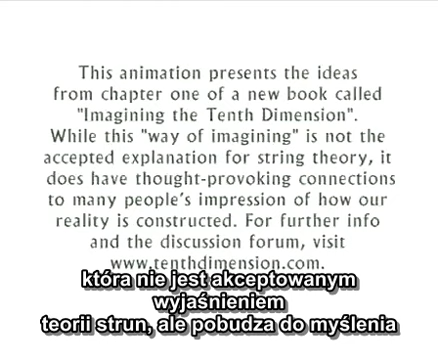 This animation presents the ideas
from chapter one of a new book called
"Imagining the Tenth Dimension".
While this "way of imagining" is not the
accepted explanation for string theory, it
does have thought-provoking connections
to many people's impression of how our
reality is constructed. For further info
and the discussion forum, visit
www.tenthdimension.com.
która nie jest akceptowanym
wyjaśnieniem
teorii strun, ale pobudza do myślenia